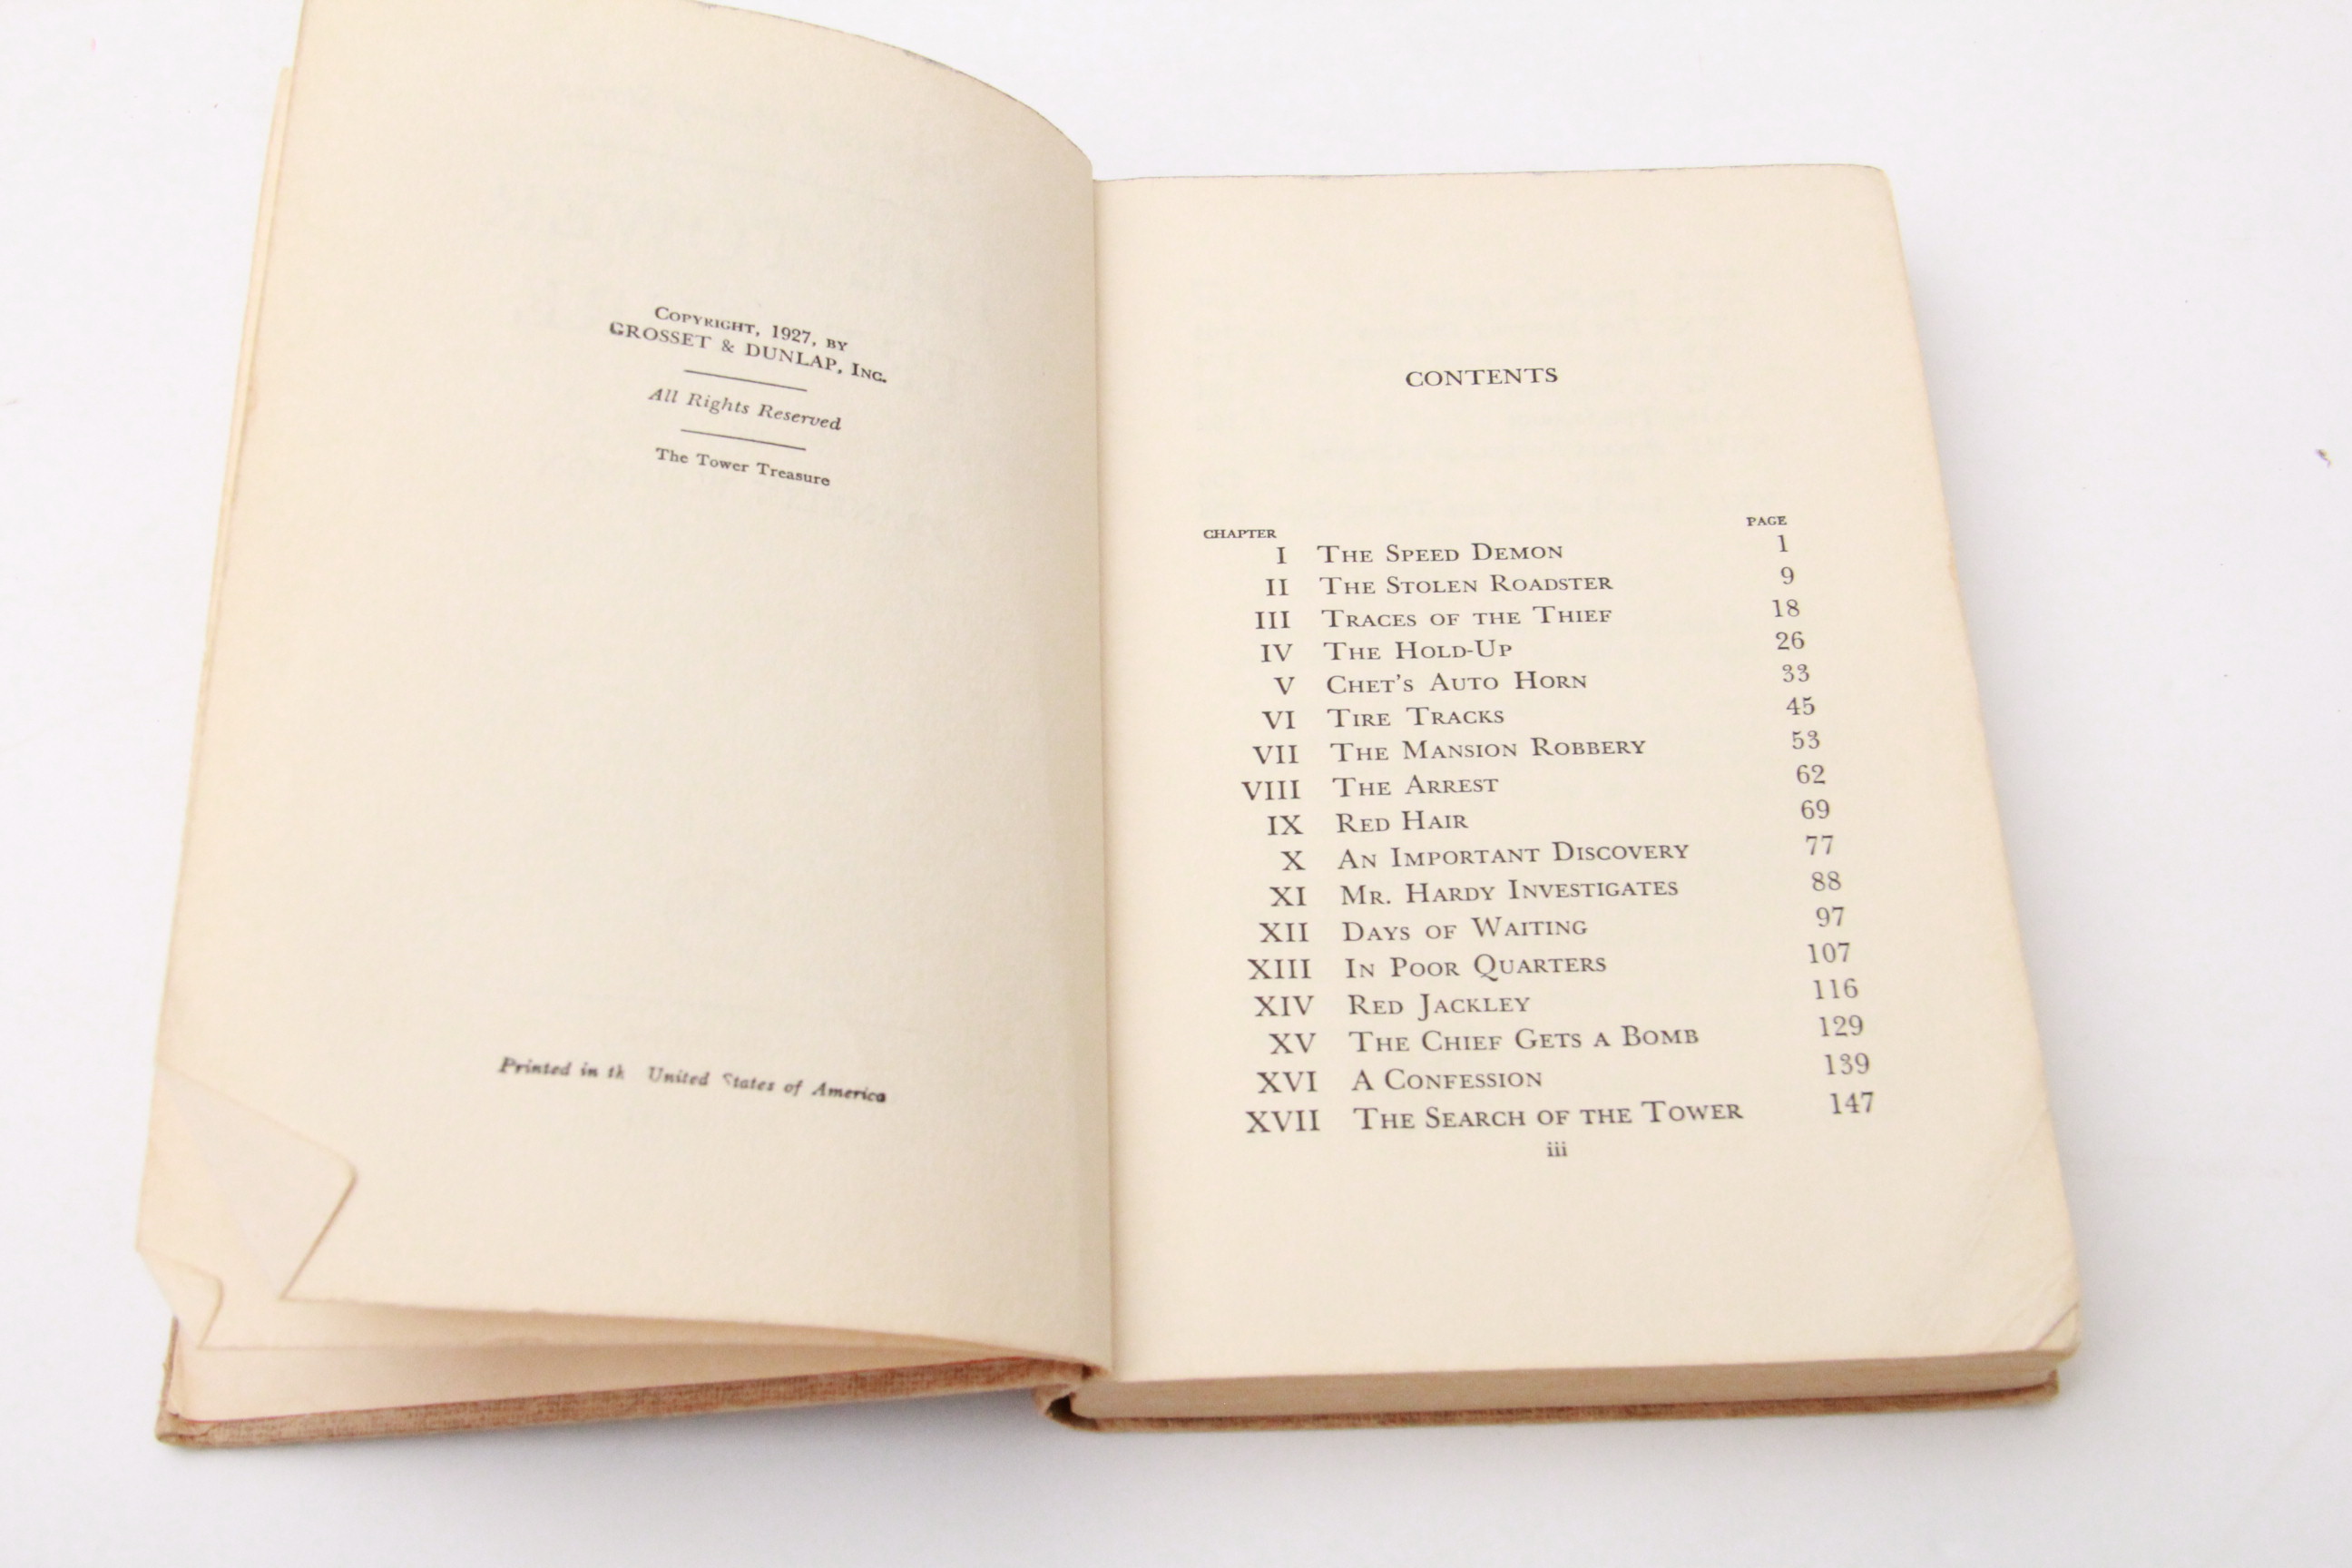 Copyright, 1927, by
GROSSET & DUNLAP, Inc.
All Rights Reserved
The Tower Treasure
Printed in th United States of America
CONTENTS
CHAPTER PAGE
I The Speed Demon 1
II The Stolen Roadster 9
III Traces of the Thief 18
IV The Hold-Up 26
V Chet's Auto Horn 33
VI Tire Tracks 45
VII The Mansion Robbery 53
VIII The Arrest 62
IX Red Hair 69
X An Important Discovery 77
XI Mr. Hardy Investigates 88
XII Days of Waiting 97
XIII In Poor Quarters 107
XIV Red Jackley 116
XV The Chief Gets a Bomb 129
XVI A Confession 139
XVII The Search of the Tower 147
iii